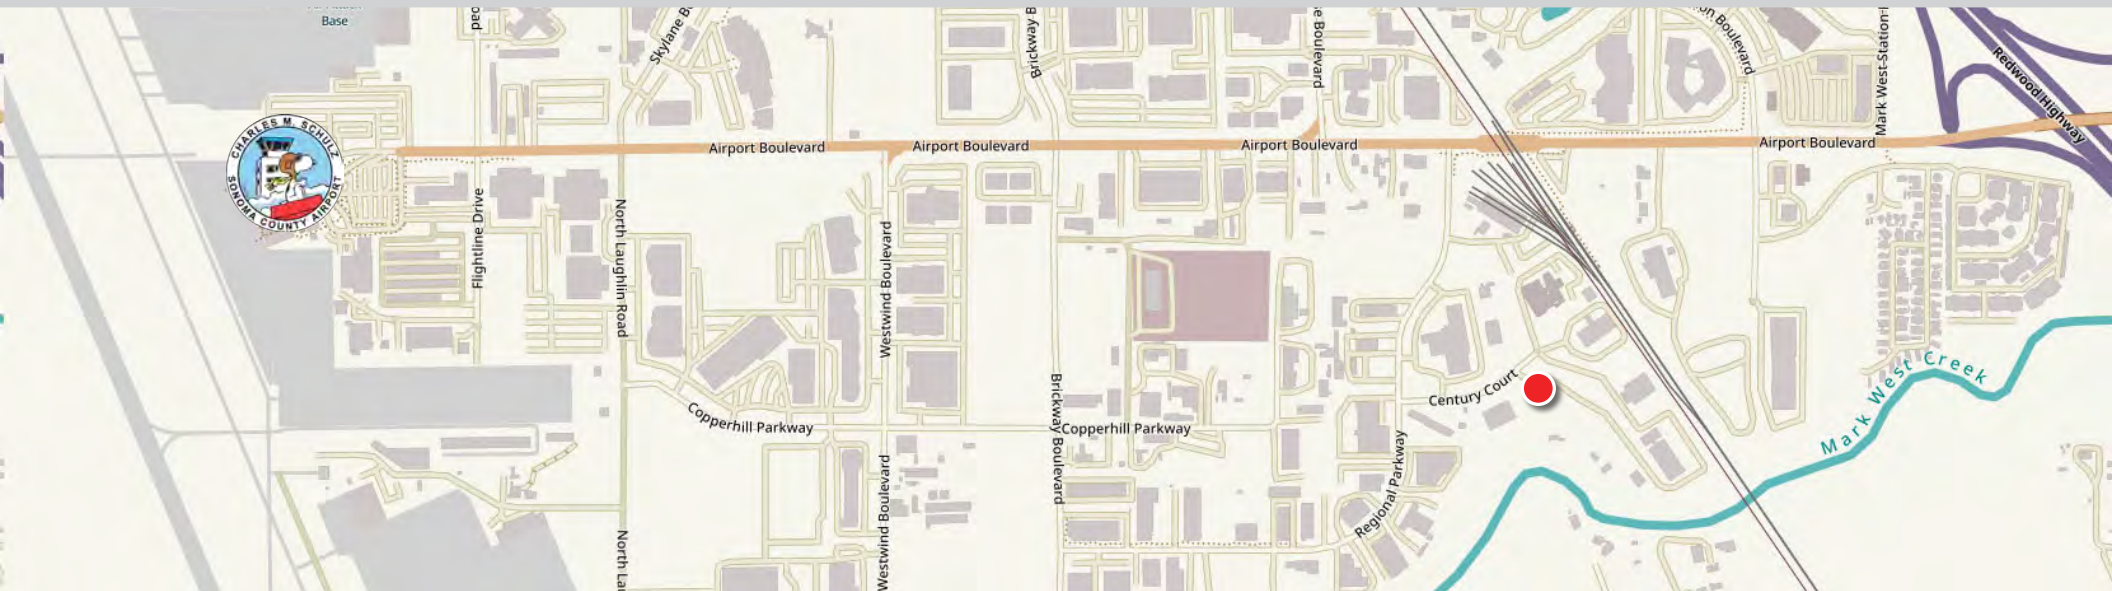 Base
Skylane B
Brickway B
e Boulevard
on Boulevard
Mark West-Station-
Redwood Highway
CHARLES M. SCHULZ
SONOMA COUNTY AIRPORT
Airport Boulevard
Airport Boulevard
Airport Boulevard
Airport Boulevard
Flightline Drive
North Laughlin Road
Westwind Boulevard
Brickway Boulevard
Century Court
Mark West Creek
Copperhill Parkway
Copperhill Parkway
Regional Parkway
Westwind Boulevard
North Lau